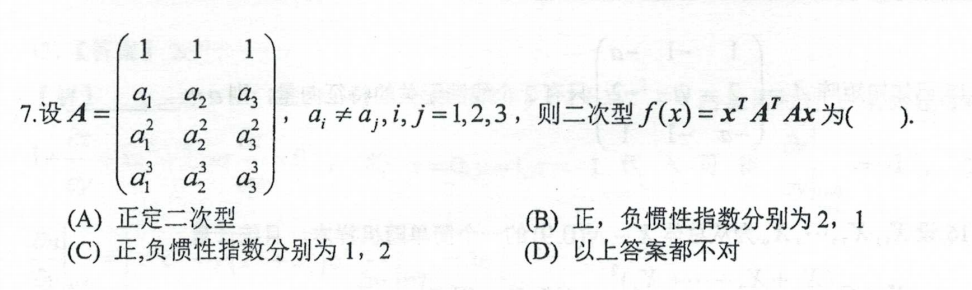 7.设 A = \begin{pmatrix} 1 & 1 & 1 \\ a_1 & a_2 & a_3 \\ a_1^2 & a_2^2 & a_3^2 \\ a_1^3 & a_2^3 & a_3^3 \end{pmatrix}, a_i ≠ a_j, i, j = 1,2,3, 则二次型 f(x) = x^T A^T Ax 为( ).
(A) 正定二次型 (B) 正，负惯性指数分别为 2，1
(C) 正,负惯性指数分别为 1，2 (D) 以上答案都不对